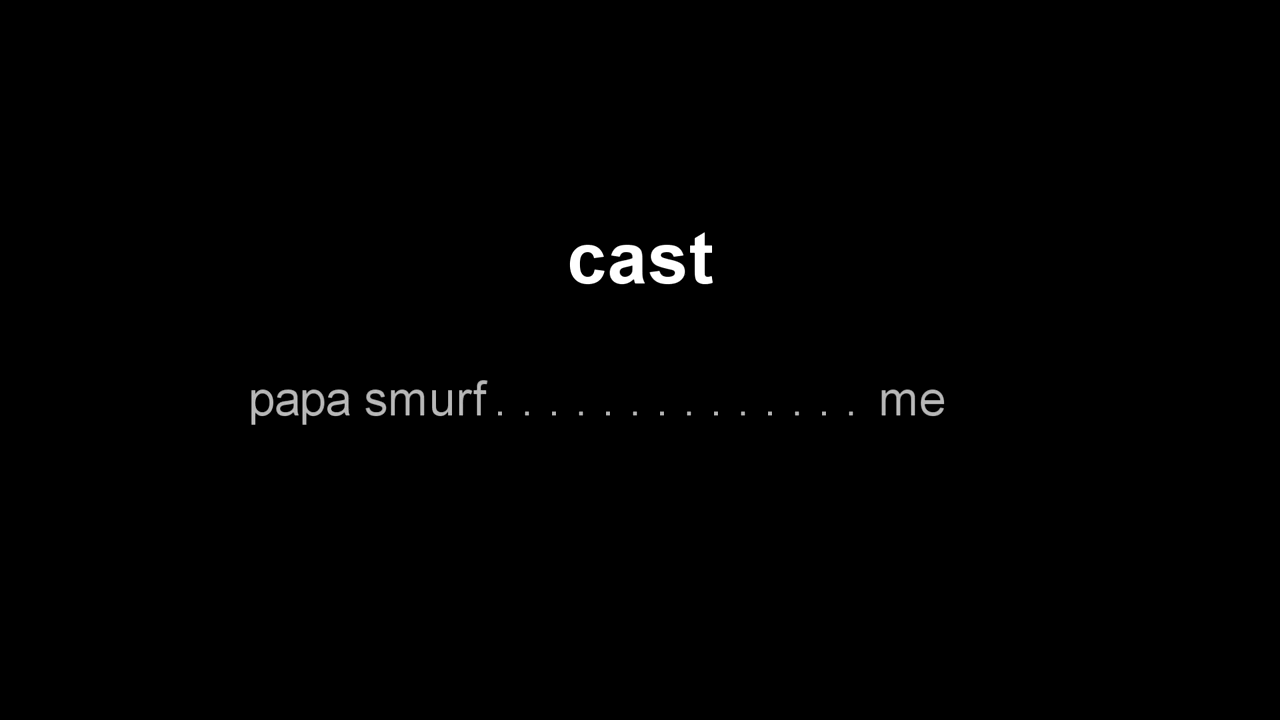 cast
papa smurf. . . . . . . . . . . . . . me